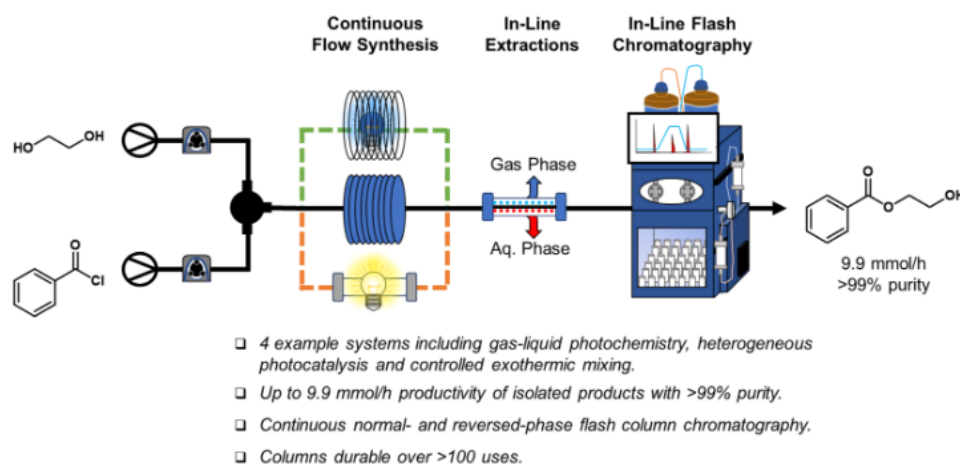 Continuous
Flow Synthesis
In-Line
Extractions
In-Line Flash
Chromatography
HO
OH
O
Cl
Gas Phase
Aq. Phase
O
O
OH
9.9 mmol/h
>99% purity
❑ 4 example systems including gas-liquid photochemistry, heterogeneous
photocatalysis and controlled exothermic mixing.
❑ Up to 9.9 mmol/h productivity of isolated products with >99% purity.
❑ Continuous normal- and reversed-phase flash column chromatography.
❑ Columns durable over >100 uses.